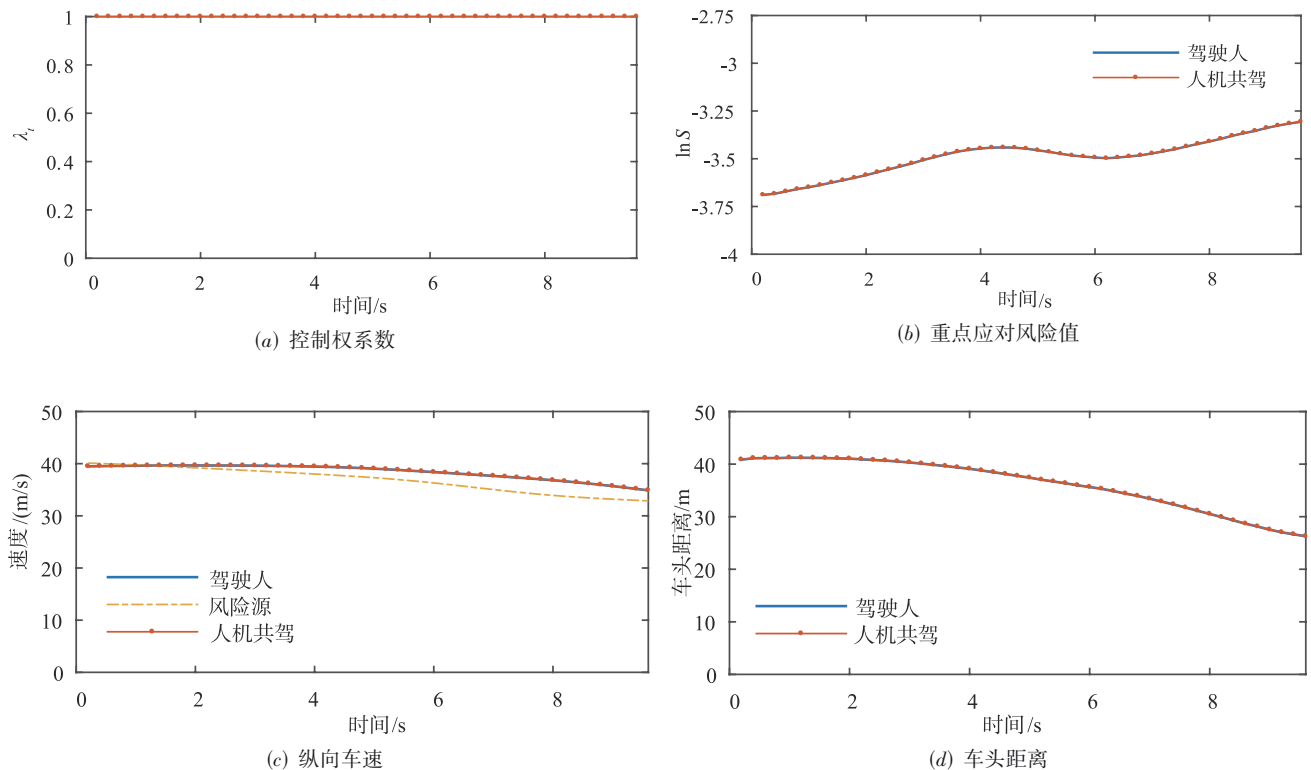 1
0.8
0.6
0.4
0.2
0
λt
0 2 4 6 8
时间/s
(a) 控制权系数
-2.75
-3
-3.25
-3.5
-3.75
-4
ln S
驾驶人
人机共驾
0 2 4 6 8
时间/s
(b) 重点应对风险值
50
40
30
20
10
0
速度/(m/s)
驾驶人
风险源
人机共驾
0 2 4 6 8
时间/s
(c) 纵向车速
50
40
30
20
10
0
车头距离/m
驾驶人
人机共驾
0 2 4 6 8
时间/s
(d) 车头距离